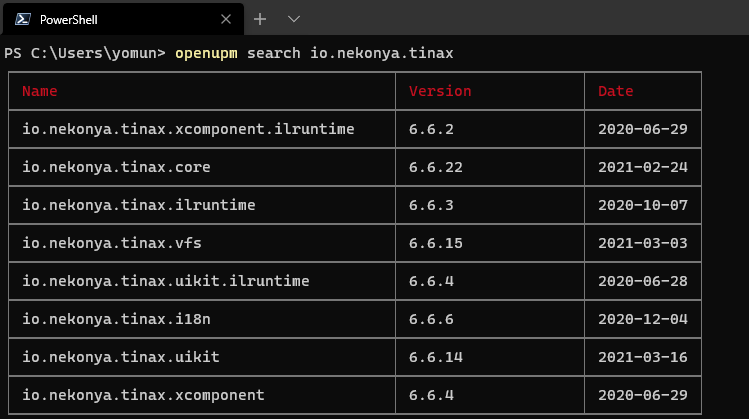 PowerShell
PS C:\Users\yomun> openupm search io.nekonya.tinax
Name Version Date
io.nekonya.tinax.xcomponent.ilruntime 6.6.2 2020-06-29
io.nekonya.tinax.core 6.6.22 2021-02-24
io.nekonya.tinax.ilruntime 6.6.3 2020-10-07
io.nekonya.tinax.vfs 6.6.15 2021-03-03
io.nekonya.tinax.uikit.ilruntime 6.6.4 2020-06-28
io.nekonya.tinax.i18n 6.6.6 2020-12-04
io.nekonya.tinax.uikit 6.6.14 2021-03-16
io.nekonya.tinax.xcomponent 6.6.4 2020-06-29